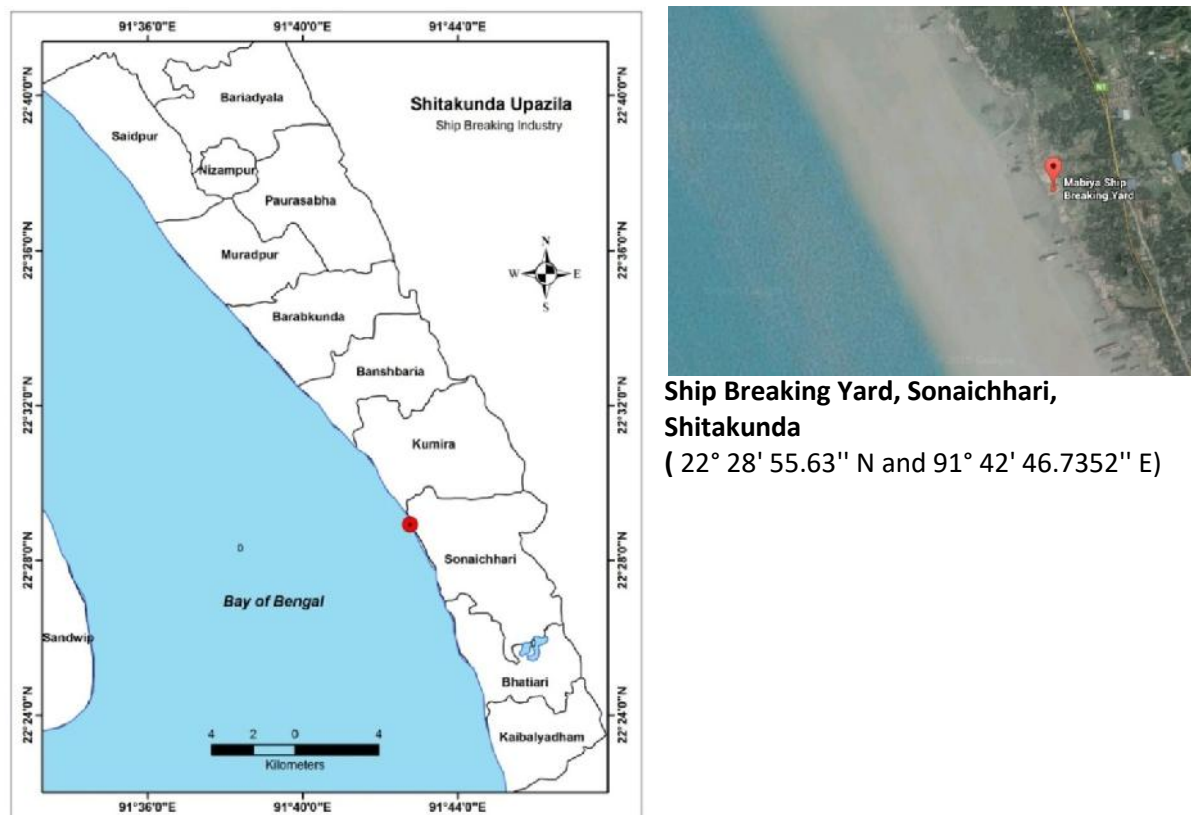 91°36'0"E 91°40'0"E 91°44'0"E
22°40'0"N 22°40'0"N
Shitakunda Upazila
Ship Breaking Industry
Bariadyala
Saidpur
Nizampur
Paurasabha
22°36'0"N 22°36'0"N
Muradpur
N
W E
S
Barabkunda
Banshbaria
22°32'0"N 22°32'0"N
Kumira
Sonaichhari
22°28'0"N 22°28'0"N
Bay of Bengal
Sandwip
Bhatiari
22°24'0"N 22°24'0"N
Kaibalyadham
4 2 0 4
Kilometers
91°36'0"E 91°40'0"E 91°44'0"E
N1
Mabiya Ship
Breaking Yard
Ship Breaking Yard, Sonaichhari,
Shitakunda
( 22° 28' 55.63'' N and 91° 42' 46.7352'' E)